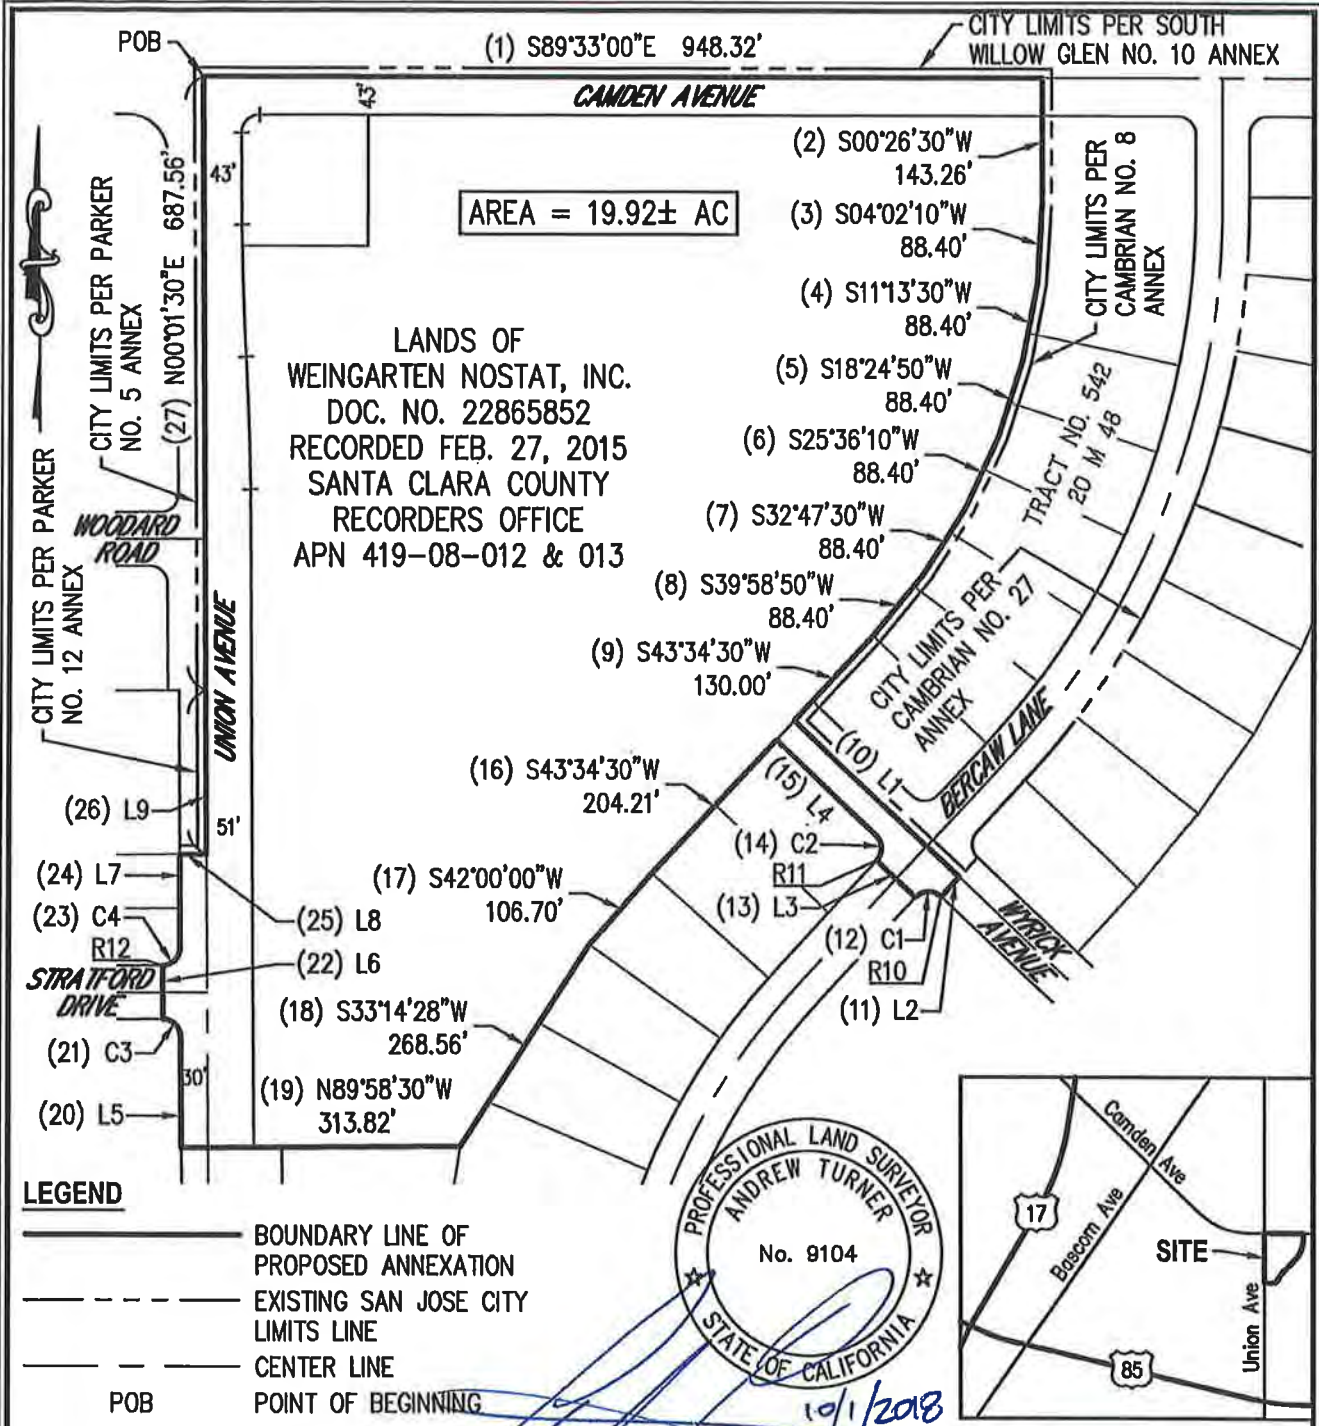 POB
(1) S89°33'00"E 948.32'
CITY LIMITS PER SOUTH
WILLOW GLEN NO. 10 ANNEX
CAMDEN AVENUE
43'
43'
(2) S00°26'30"W
143.26'
(3) S04°02'10"W
88.40'
(4) S11°13'30"W
88.40'
(5) S18°24'50"W
88.40'
(6) S25°36'10"W
88.40'
(7) S32°47'30"W
88.40'
(8) S39°58'50"W
88.40'
(9) S43°34'30"W
130.00'
AREA = 19.92± AC
CITY LIMITS PER
CAMBRIAN NO. 8
ANNEX
CITY LIMITS PER PARKER
NO. 5 ANNEX
(27) N00°01'30"E 687.56'
LANDS OF
WEINGARTEN NOSTAT, INC.
DOC. NO. 22865852
RECORDED FEB. 27, 2015
SANTA CLARA COUNTY
RECORDERS OFFICE
APN 419-08-012 & 013
TRACT NO. 542
20 M 48
CITY LIMITS PER PARKER
NO. 12 ANNEX
WOODARD
ROAD
UNION AVENUE
CITY LIMITS PER
CAMBRIAN NO. 27
ANNEX
BERCAW LANE
(10) L1
(15) L4
(16) S43°34'30"W
204.21'
(14) C2
R11
(13) L3
(12) C1
R10
(11) L2
WYRICK
AVENUE
(26) L9
51'
(24) L7
(23) C4
R12
(25) L8
(22) L6
STRATFORD
DRIVE
(21) C3
(20) L5
30'
(17) S42°00'00"W
106.70'
(18) S33°14'28"W
268.56'
(19) N89°58'30"W
313.82'
LEGEND
BOUNDARY LINE OF
PROPOSED ANNEXATION
EXISTING SAN JOSE CITY
LIMITS LINE
CENTER LINE
POB POINT OF BEGINNING
PROFESSIONAL LAND SURVEYOR
ANDREW TURNER
No. 9104
STATE OF CALIFORNIA
10/1/2018
Camden Ave
17
Bascom Ave
SITE
Union Ave
85